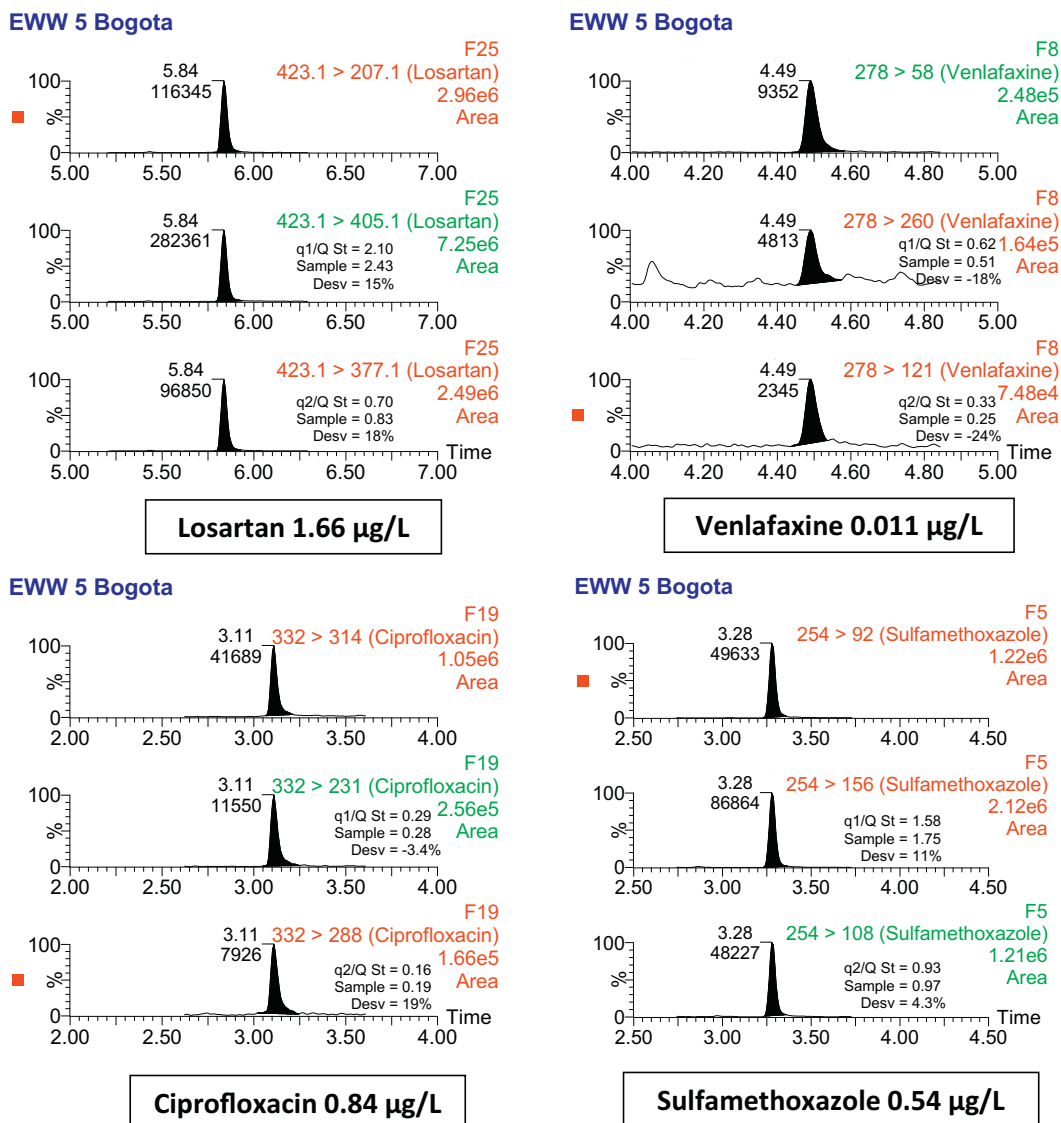 EWW 5 Bogota
F25
5.84
116345
423.1 > 207.1 (Losartan)
2.96e6
Area
100
%
0
5.00 5.50 6.00 6.50 7.00
F25
5.84
282361
423.1 > 405.1 (Losartan)
7.25e6
Area
q1/Q St = 2.10
Sample = 2.43
Desv = 15%
100
%
0
5.00 5.50 6.00 6.50 7.00
F25
5.84
96850
423.1 > 377.1 (Losartan)
2.49e6
Area
q2/Q St = 0.70
Sample = 0.83
Desv = 18%
100
%
0
Time
5.00 5.50 6.00 6.50 7.00
Losartan 1.66 µg/L
EWW 5 Bogota
F8
4.49
9352
278 > 58 (Venlafaxine)
2.48e5
Area
100
%
0
4.00 4.20 4.40 4.60 4.80 5.00
F8
4.49
4813
278 > 260 (Venlafaxine)
1.64e5
Area
q1/Q St = 0.62
Sample = 0.51
Desv = -18%
100
%
0
4.00 4.20 4.40 4.60 4.80 5.00
F8
4.49
2345
278 > 121 (Venlafaxine)
7.48e4
Area
q2/Q St = 0.33
Sample = 0.25
Desv = -24%
100
%
0
Time
4.00 4.20 4.40 4.60 4.80 5.00
Venlafaxine 0.011 µg/L
EWW 5 Bogota
F19
3.11
41689
332 > 314 (Ciprofloxacin)
1.05e6
Area
100
%
0
2.00 2.50 3.00 3.50 4.00
F19
3.11
11550
332 > 231 (Ciprofloxacin)
2.56e5
Area
q1/Q St = 0.29
Sample = 0.28
Desv = -3.4%
100
%
0
2.00 2.50 3.00 3.50 4.00
F19
3.11
7926
332 > 288 (Ciprofloxacin)
1.66e5
Area
q2/Q St = 0.16
Sample = 0.19
Desv = 19%
100
%
0
Time
2.00 2.50 3.00 3.50 4.00
Ciprofloxacin 0.84 µg/L
EWW 5 Bogota
F5
3.28
49633
254 > 92 (Sulfamethoxazole)
1.22e6
Area
100
%
0
2.50 3.00 3.50 4.00 4.50
F5
3.28
86864
254 > 156 (Sulfamethoxazole)
2.12e6
Area
q1/Q St = 1.58
Sample = 1.75
Desv = 11%
100
%
0
2.50 3.00 3.50 4.00 4.50
F5
3.28
48227
254 > 108 (Sulfamethoxazole)
1.21e6
Area
q2/Q St = 0.93
Sample = 0.97
Desv = 4.3%
100
%
0
Time
2.50 3.00 3.50 4.00 4.50
Sulfamethoxazole 0.54 µg/L